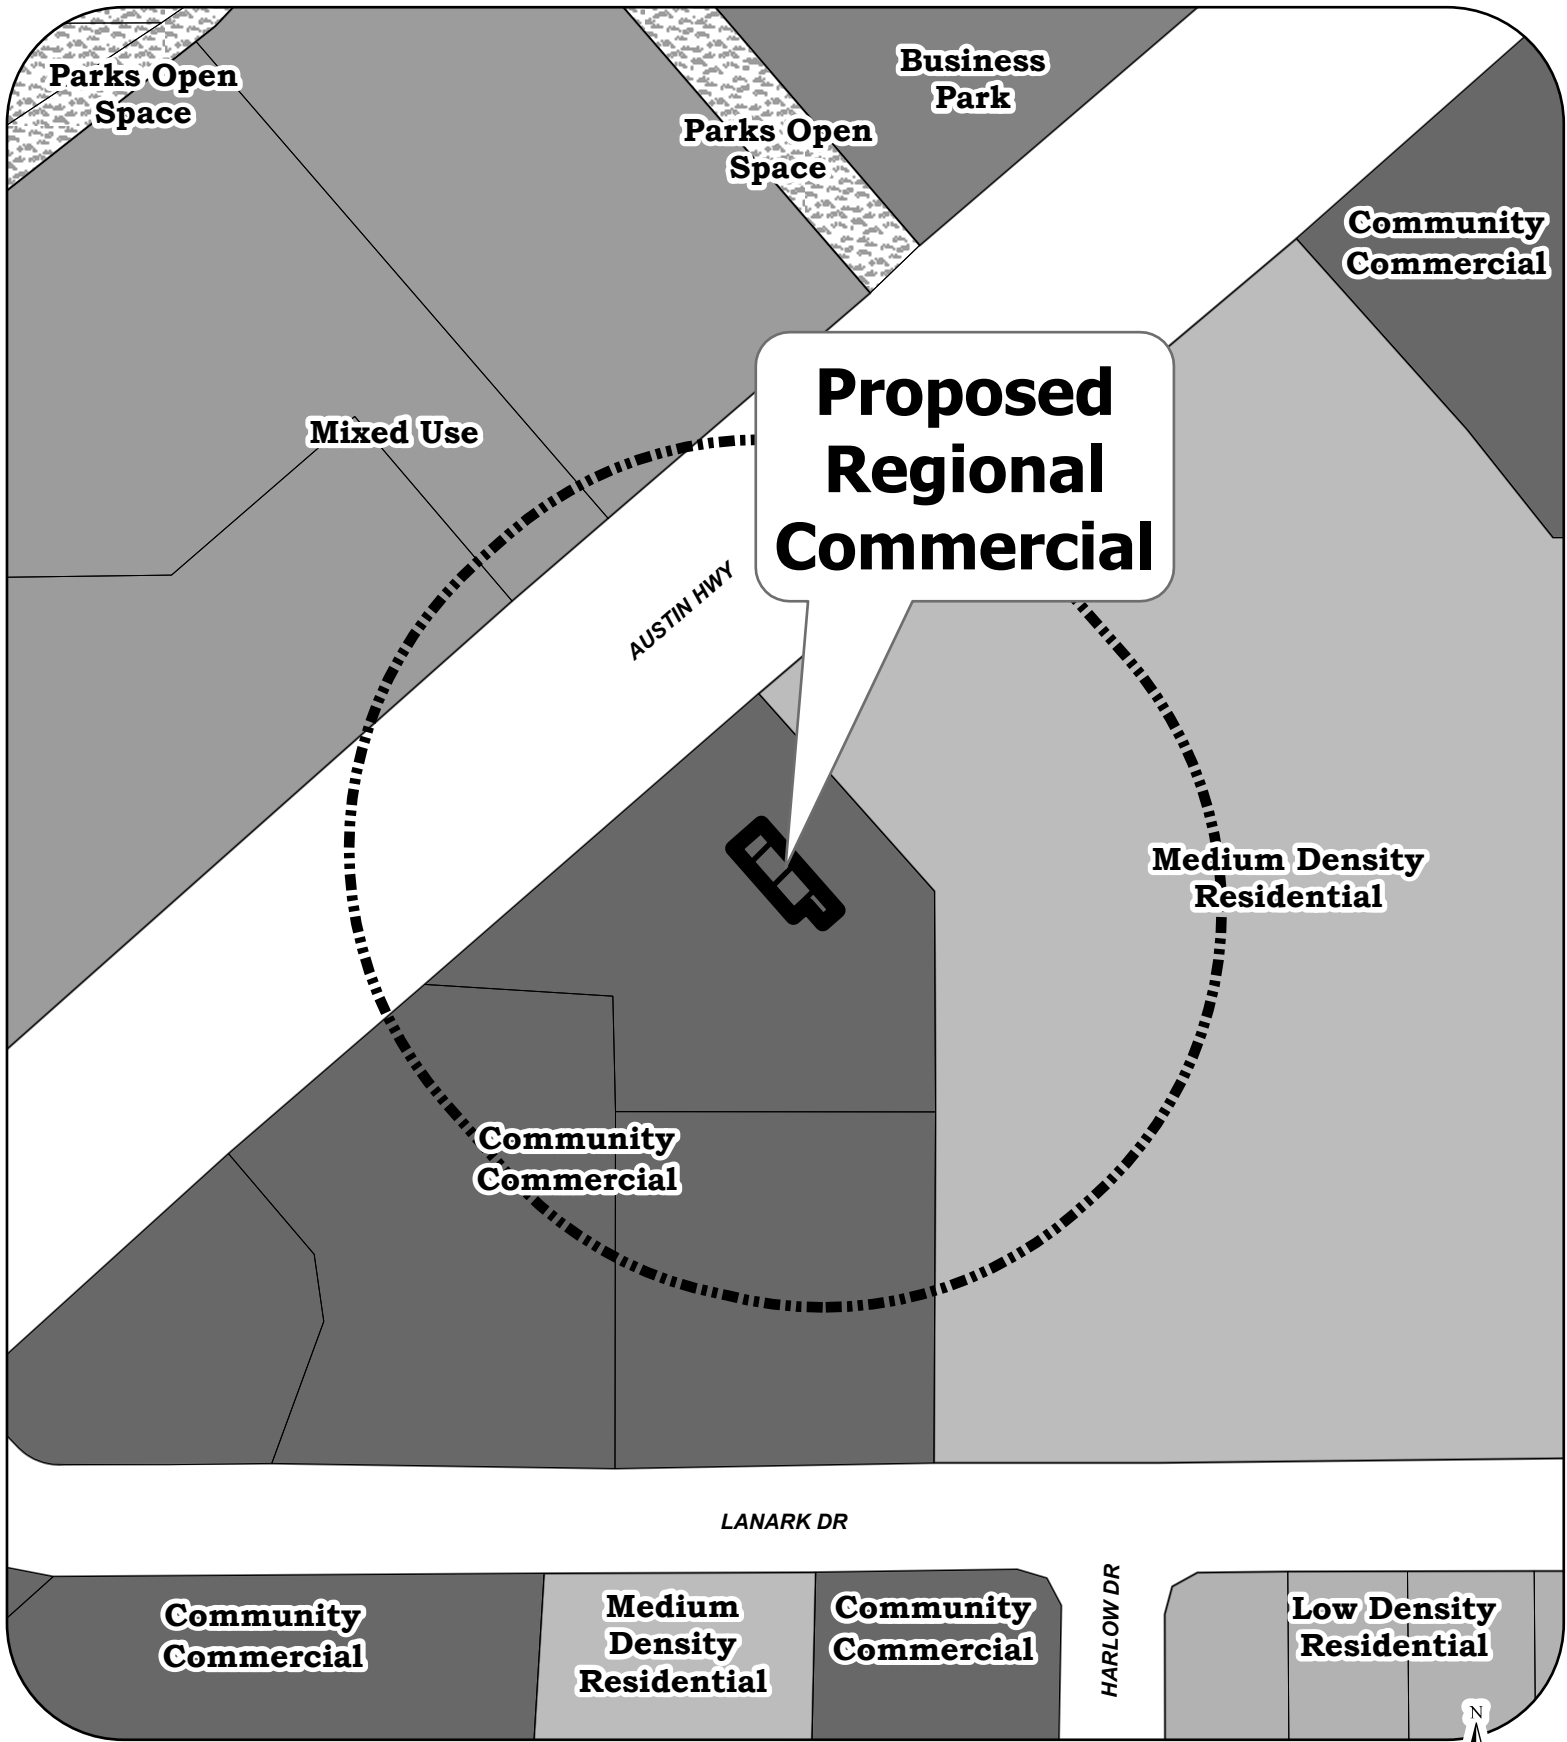 Parks Open
Space
Business
Park
Parks Open
Space
Community
Commercial
Proposed
Regional
Commercial
Mixed Use
AUSTIN HWY
Medium Density
Residential
Community
Commercial
LANARK DR
HARLOW DR
Community
Commercial
Medium
Density
Residential
Community
Commercial
Low Density
Residential
N